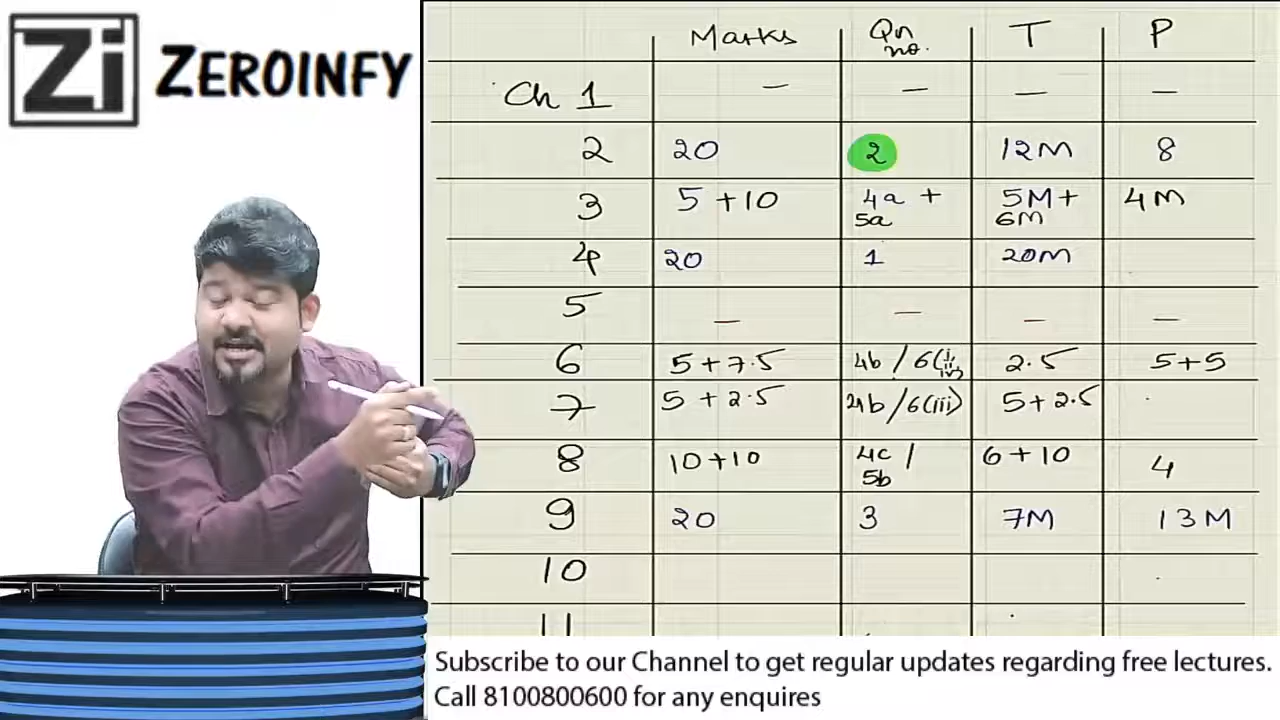 Zi ZEROINFY
Marks Qn no. T P
Ch 1 – – – –
2 20 2 12M 8
3 5 + 10 4a + 5a 5M + 6M 4M
4 20 1 20M
5 – – – –
6 5 + 7.5 4b / 6(i, ii, iv) 2.5 5+5
7 5 + 2.5 4b / 6(iii) 5 + 2.5
8 10 + 10 4c / 5b 6 + 10 4
9 20 3 7M 13M
10
11
Subscribe to our Channel to get regular updates regarding free lectures.
Call 8100800600 for any enquires